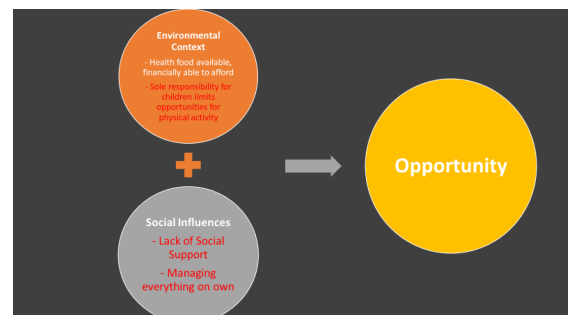 Environmental
Context
- Health food available,
financially able to afford
- Sole responsibility for
children limits
opportunities for
physical activity
Social Influences
- Lack of Social
Support
- Managing
everything on own
Opportunity